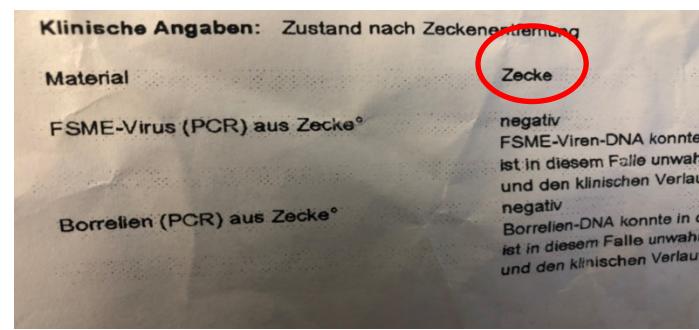 Klinische Angaben: Zustand nach Zeckenentfernung
Material Zecke
FSME-Virus (PCR) aus Zecke° negativ
FSME-Viren-DNA konnte
ist in diesem Falle
und den klinischen
Borrelien (PCR) aus Zecke° negativ
Borrelien-DNA konnte in
ist in diesem Falle
und den klinischen